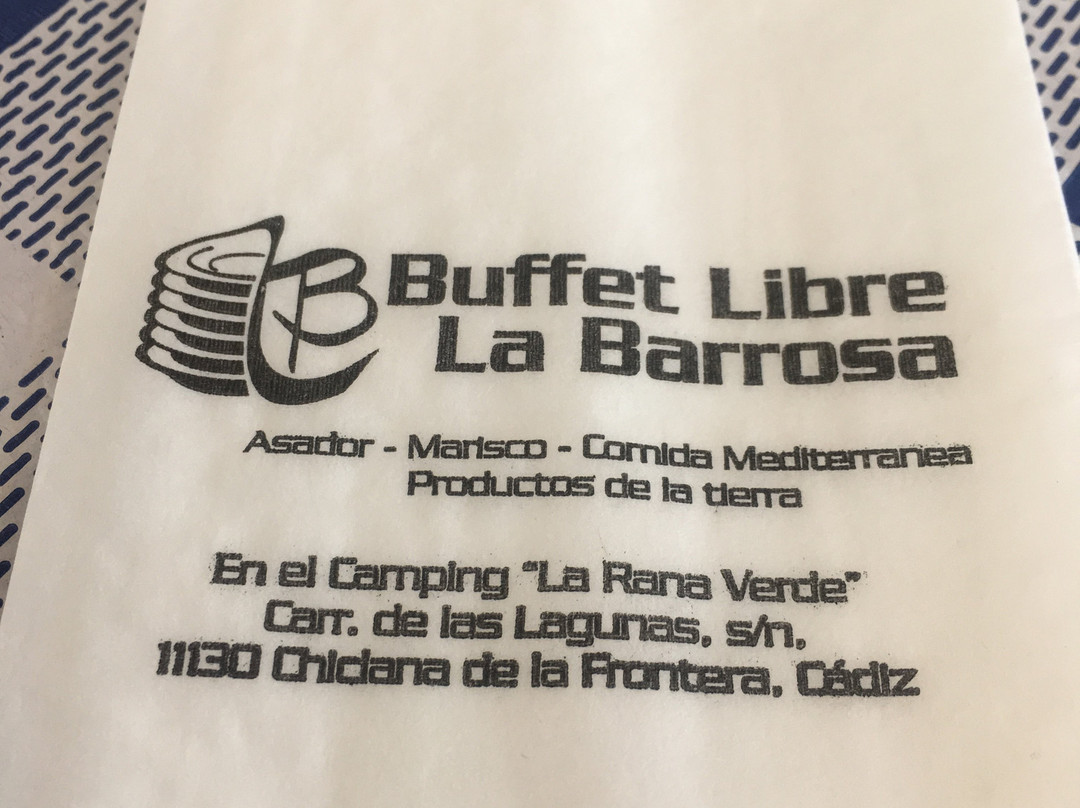 Buffet Libre
La Barrosa
Asador - Marisco - Comida Mediterranea
Productos de la tierra
En el Camping "La Rana Verde"
Carr. de las Lagunas, s/n,
11130 Chiclana de la Frontera, Cádiz